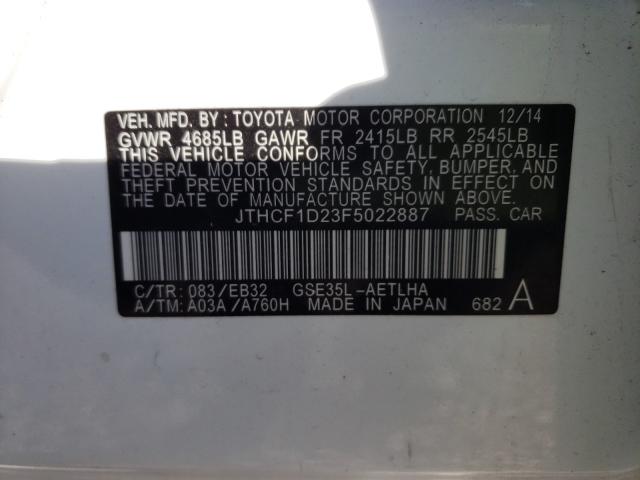 VEH. MFD. BY : TOYOTA MOTOR CORPORATION 12/14
GVWR 4685LB GAWR FR 2415LB RR 2545LB
THIS VEHICLE CONFORMS TO ALL APPLICABLE
FEDERAL MOTOR VEHICLE SAFETY, BUMPER, AND
THEFT PREVENTION STANDARDS IN EFFECT ON
THE DATE OF MANUFACTURE SHOWN ABOVE.
JTHCF1D23F5022887 PASS. CAR
C/TR: 083/EB32 GSE35L-AETLHA
A/TM: A03A /A760H MADE IN JAPAN 682 A